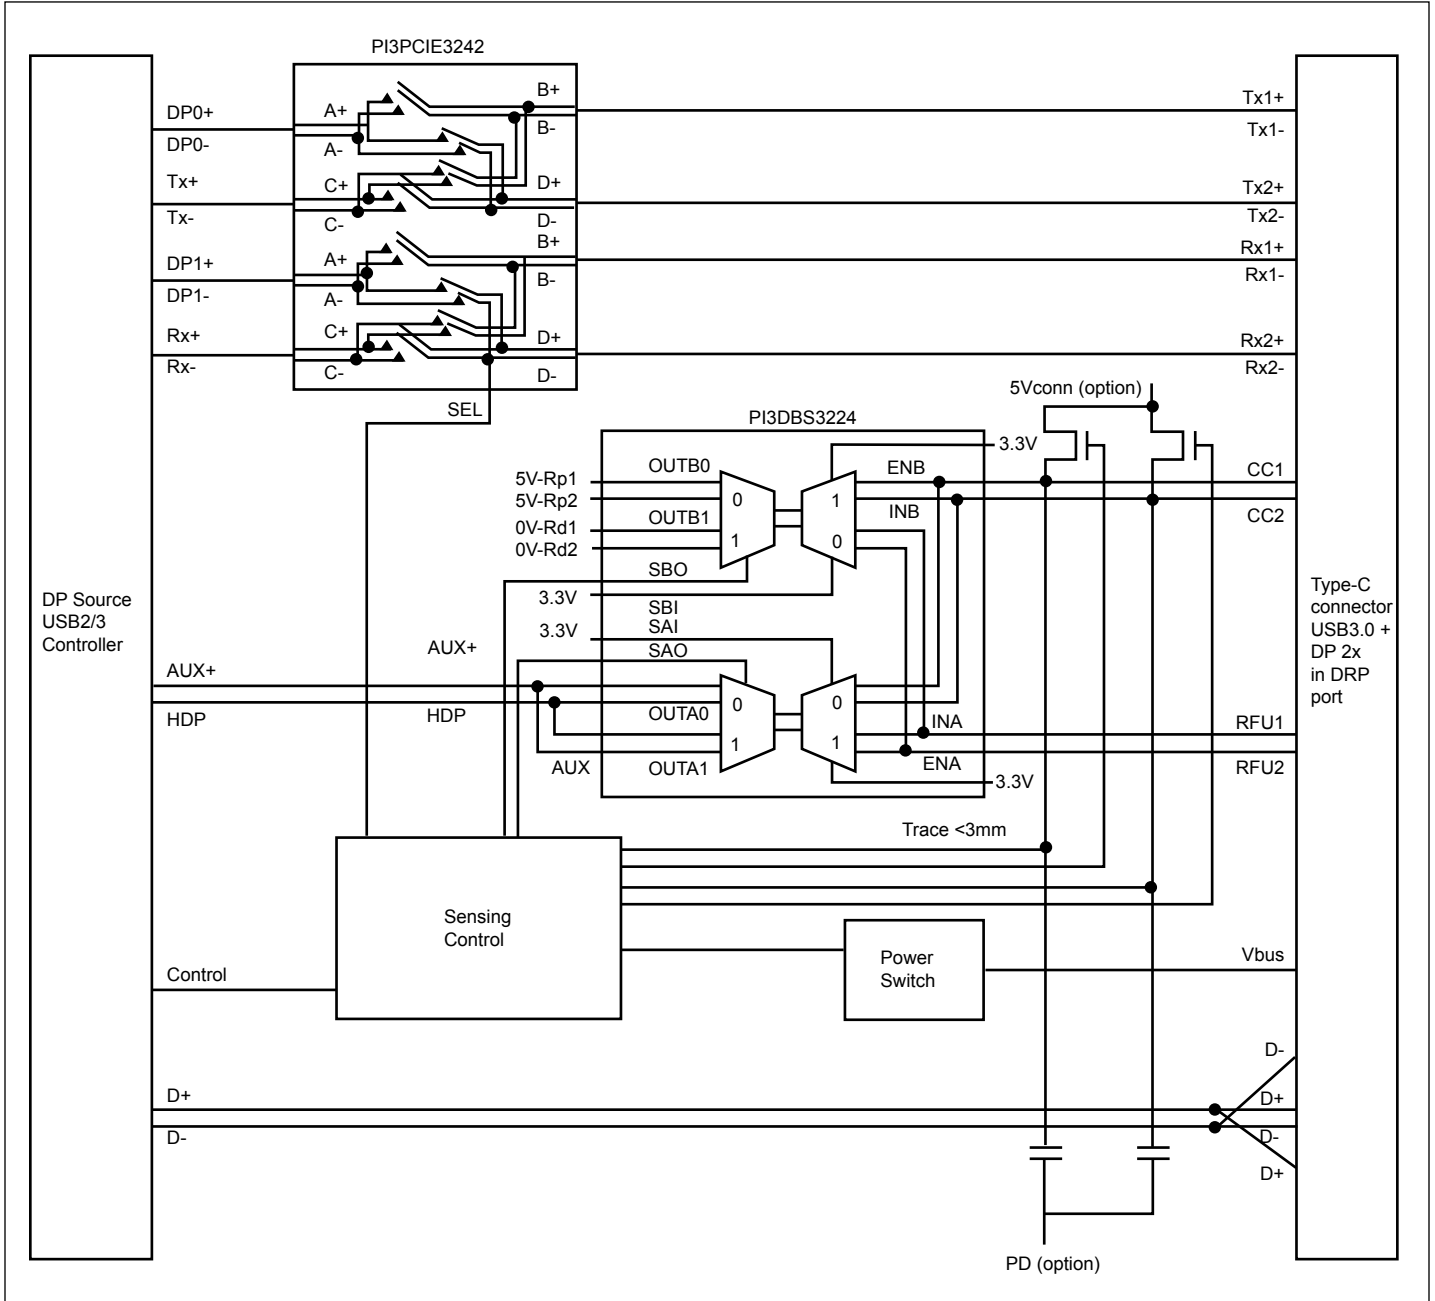 PI3PCIE3242
DP0+
DP0-
Tx+
Tx-
DP1+
DP1-
Rx+
Rx-
A+
A-
C+
C-
A+
A-
C+
C-
B+
B-
D+
D-
B+
B-
D+
D-
Tx1+
Tx1-
Tx2+
Tx2-
Rx1+
Rx1-
Rx2+
Rx2-
SEL
5Vconn (option)
PI3DBS3224
3.3V
5V-Rp1
5V-Rp2
0V-Rd1
0V-Rd2
3.3V
3.3V
OUTB0
OUTB1
SBO
SBI
SAI
SAO
OUTA0
OUTA1
0
1
1
0
0
1
0
1
ENB
INB
INA
ENA
3.3V
CC1
CC2
RFU1
RFU2
DP Source
USB2/3
Controller
AUX+
HDP
AUX+
HDP
AUX
Type-C
connector
USB3.0 +
DP 2x
in DRP
port
Trace <3mm
Sensing
Control
Power
Switch
Vbus
Control
D+
D-
D-
D+
D-
D+
PD (option)